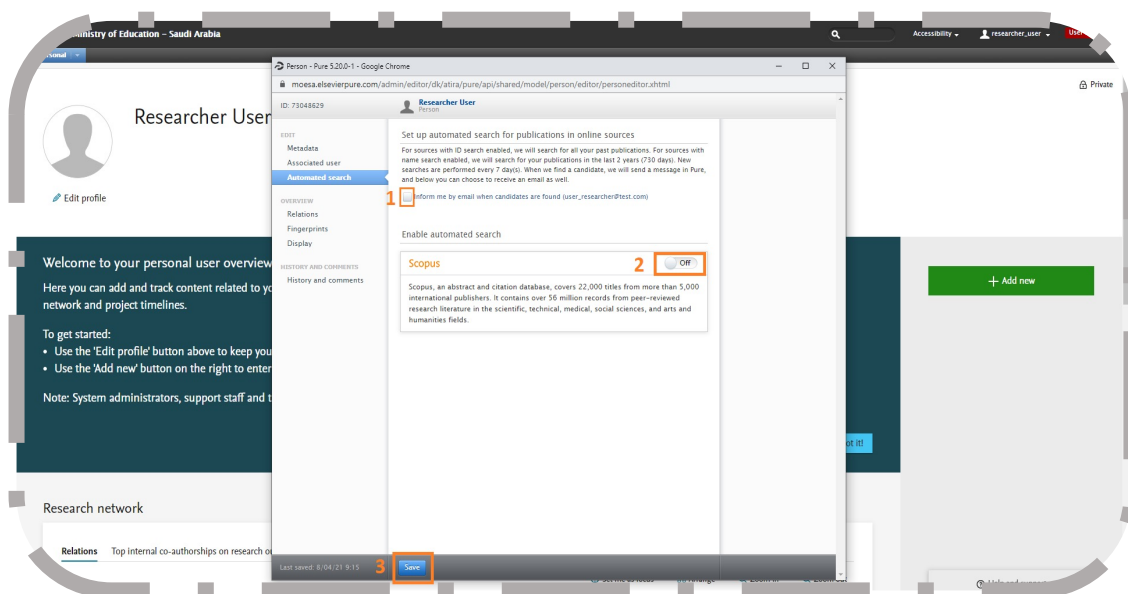 Ministry of Education – Saudi Arabia
Accessibility
researcher_user
Private
Researcher User
Edit profile
Welcome to your personal user overview
Here you can add and track content related to
network and project timelines.
To get started:
• Use the 'Edit profile' button above to keep you
• Use the 'Add new' button on the right to enter
Note: System administrators, support staff and
+ Add new
ot it!
Research network
Relations
Top internal co-authorships on research
Person - Pure 5.20.0-1 - Google Chrome
moesa.elsevierpure.com/admin/editor/dk/atira/pure/api/shared/model/person/editor/personeditor.xhtml
ID: 73048629
Researcher User
Person
EDIT
Metadata
Associated user
Automated search
OVERVIEW
Relations
Fingerprints
Display
HISTORY AND COMMENTS
History and comments
Set up automated search for publications in online sources
For sources with ID search enabled, we will search for all your past publications. For sources with
name search enabled, we will search for your publications in the last 2 years (730 days). New
searches are performed every 7 day(s). When we find a candidate, we will send a message in Pure,
and below you can choose to receive an email as well.
1
Inform me by email when candidates are found (user_researcher@test.com)
Enable automated search
Scopus
2
Off
Scopus, an abstract and citation database, covers 22,000 titles from more than 5,000
international publishers. It contains over 56 million records from peer-reviewed
research literature in the scientific, technical, medical, social sciences, and arts and
humanities fields.
Last saved: 8/04/21 9:15
3
Save